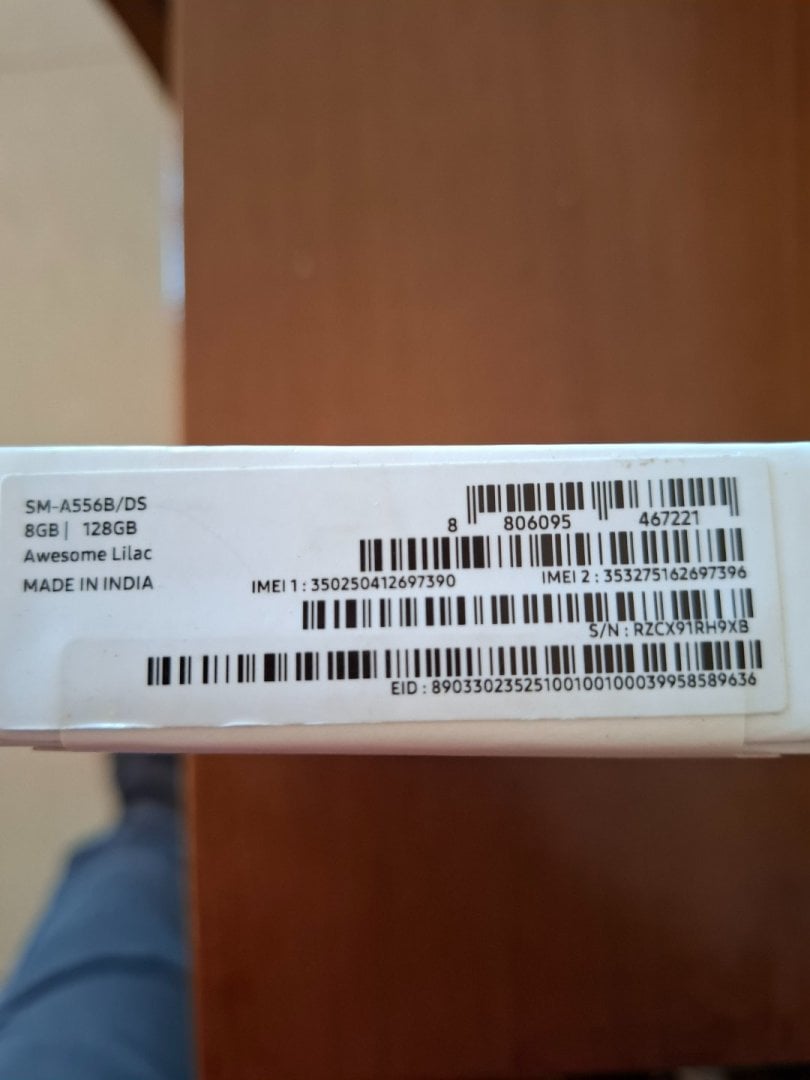 SM-A556B/DS
8GB | 128GB
Awesome Lilac
MADE IN INDIA
8 806095 467221
IMEI 1 : 350250412697390
IMEI 2 : 353275162697396
S/N : RZCX91RH9XB
EID : 89033023525100100100039958589636